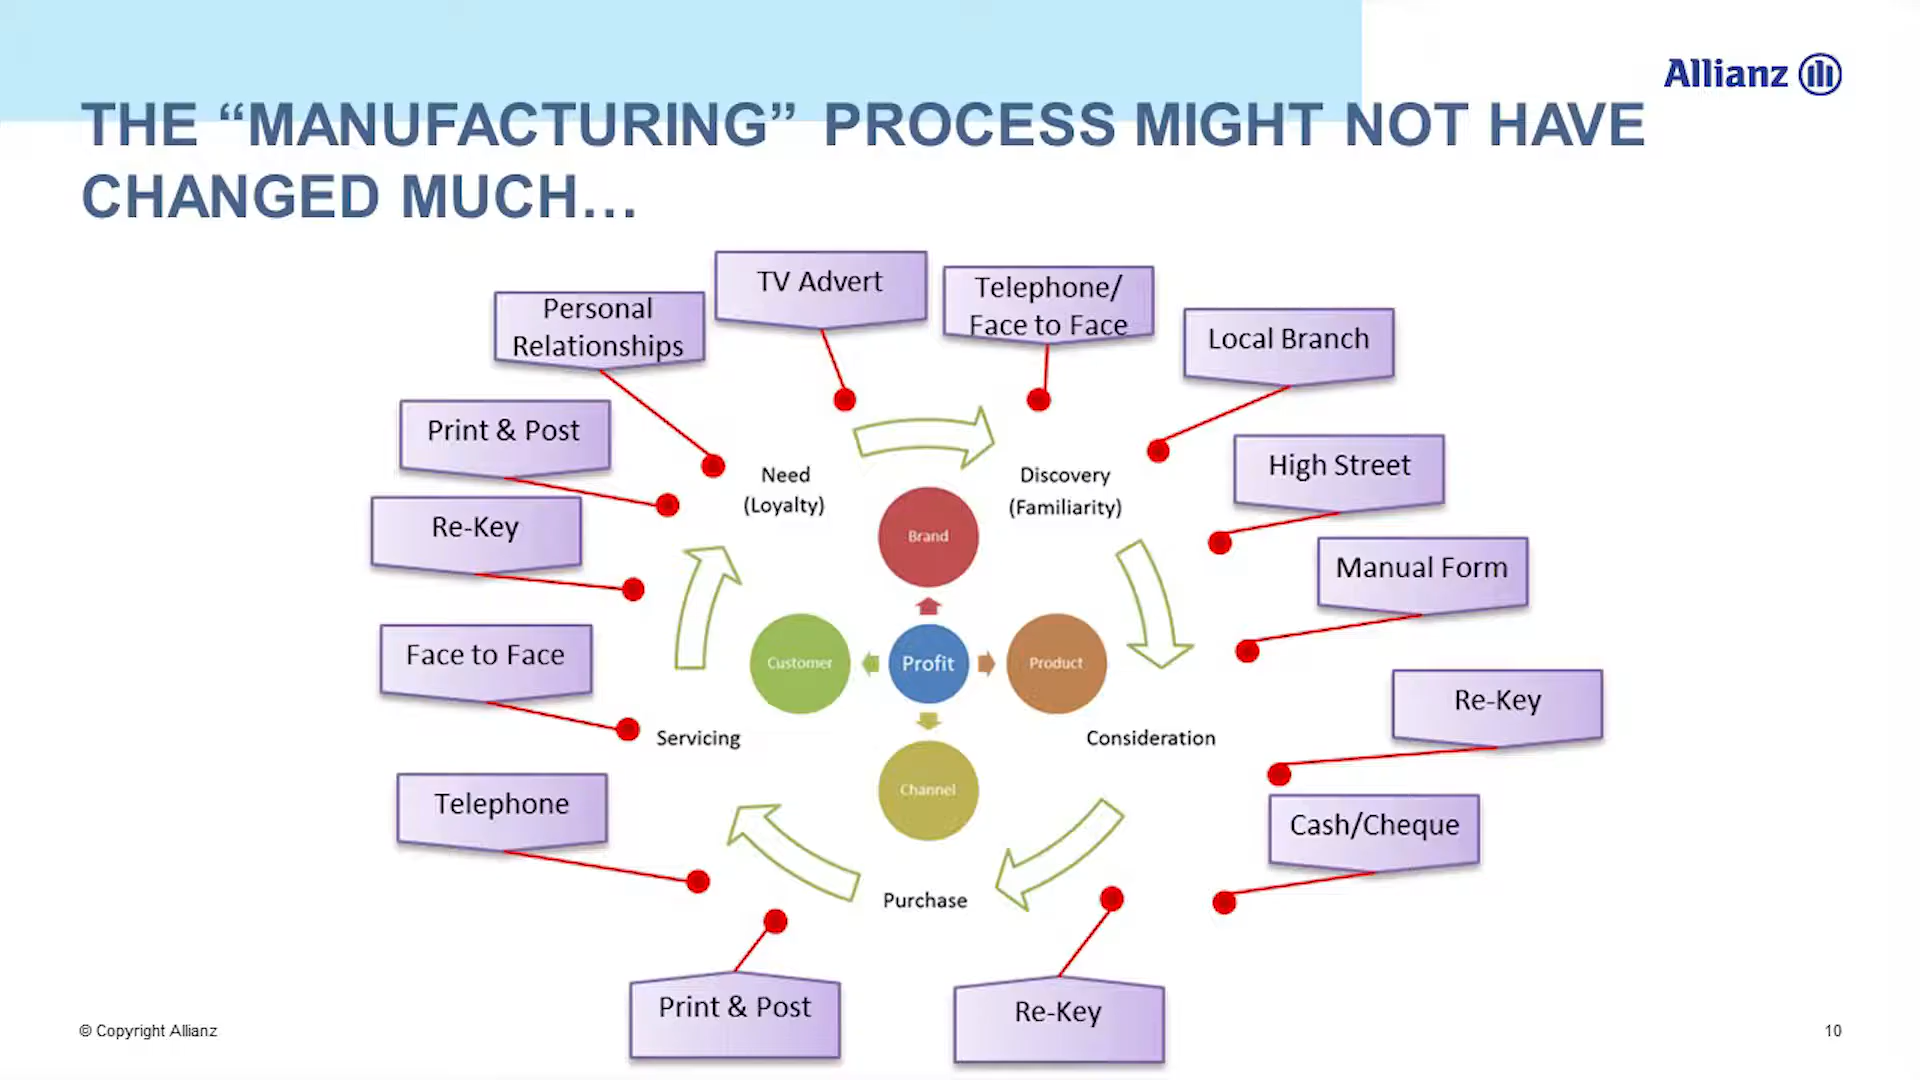 Allianz
THE “MANUFACTURING” PROCESS MIGHT NOT HAVE
CHANGED MUCH…
TV Advert
Telephone/
Face to Face
Personal
Relationships
Local Branch
Print & Post
High Street
Need
(Loyalty)
Discovery
(Familiarity)
Re-Key
Brand
Manual Form
Face to Face
Customer
Profit
Product
Re-Key
Servicing
Consideration
Telephone
Channel
Cash/Cheque
Purchase
Print & Post
Re-Key
© Copyright Allianz
10